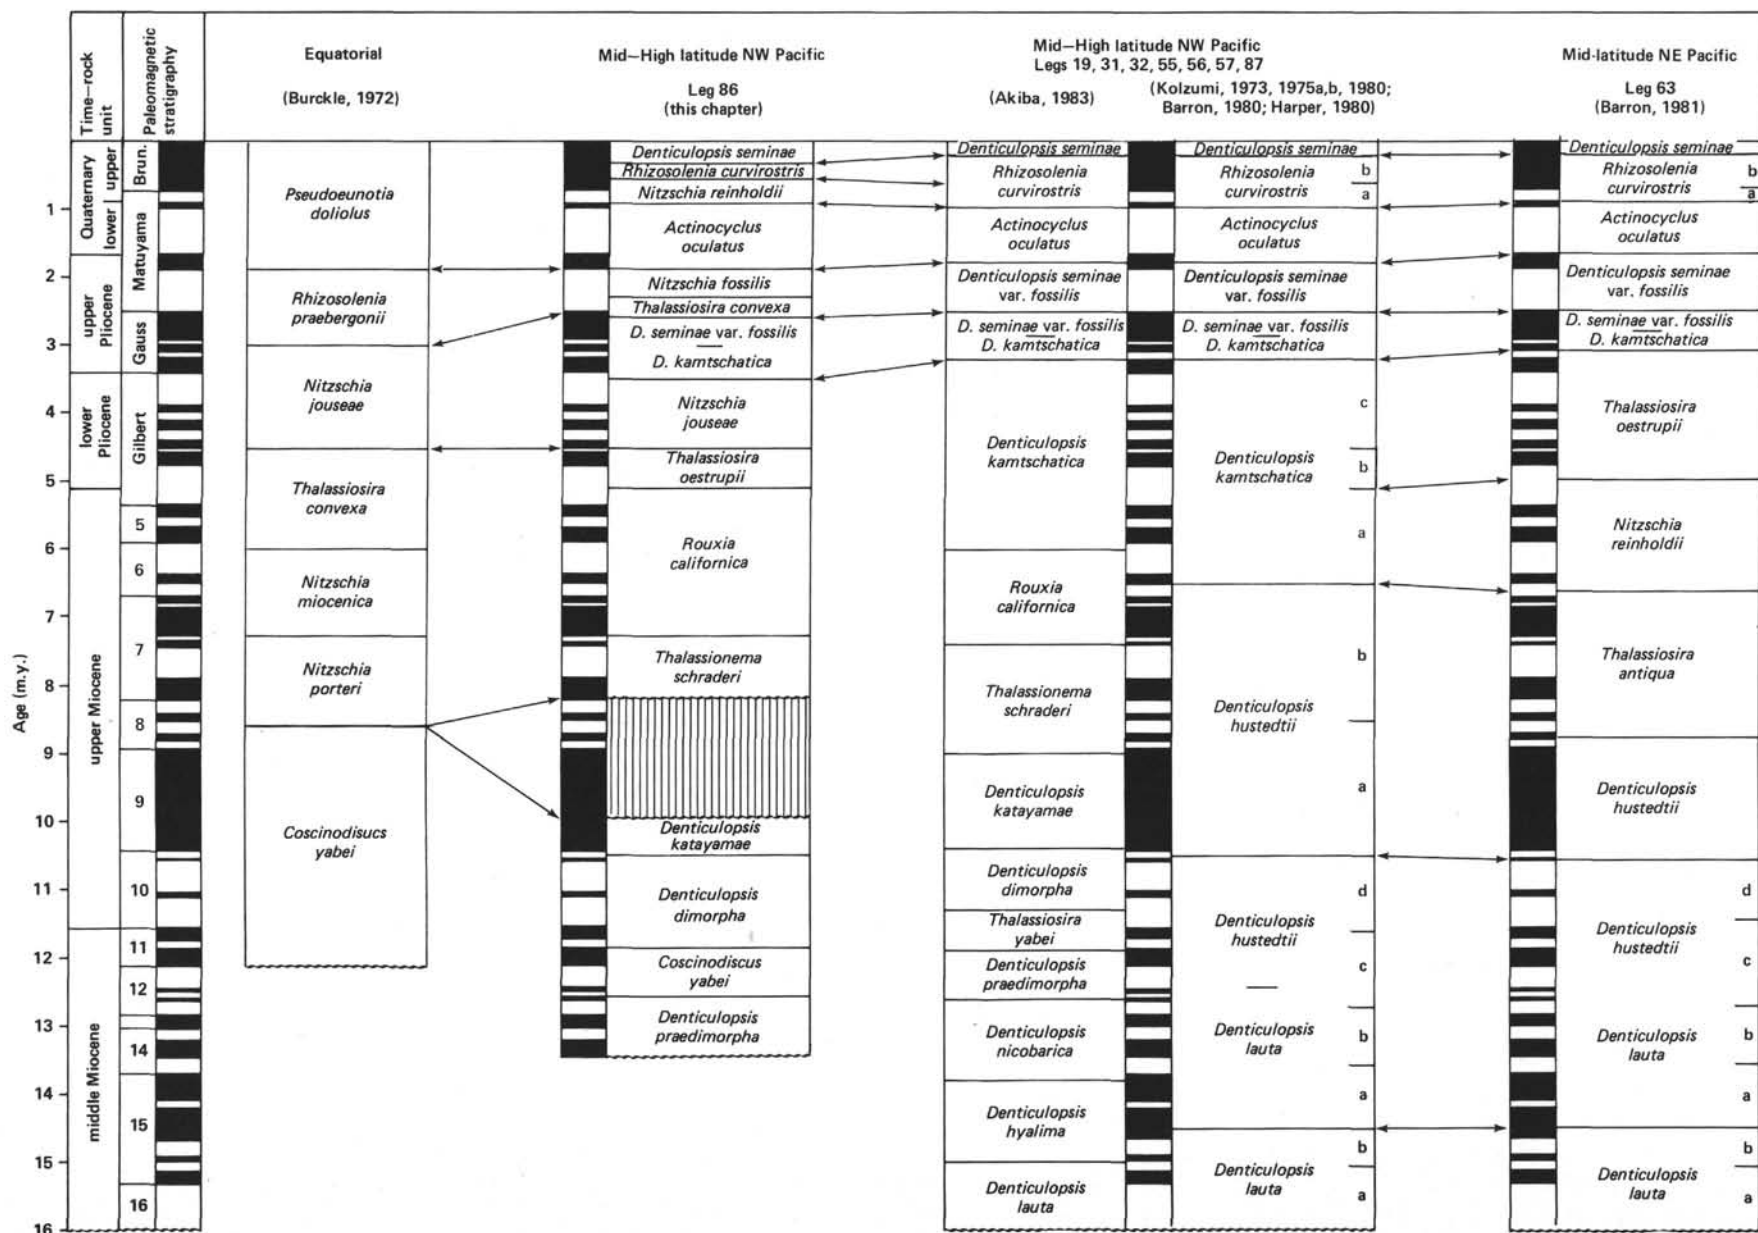 Time–rock
unit
Paleomagnetic
stratigraphy
Equatorial
(Burckle, 1972)
Mid–High latitude NW Pacific
Leg 86
(this chapter)
Mid–High latitude NW Pacific
Legs 19, 31, 32, 55, 56, 57, 87
(Akiba, 1983)
(Kolzumi, 1973, 1975a,b, 1980;
Barron, 1980; Harper, 1980)
Mid-latitude NE Pacific
Leg 63
(Barron, 1981)
Age (m.y.)
1
2
3
4
5
6
7
8
9
10
11
12
13
14
15
16
Quaternary
upper
lower
upper
Pliocene
lower
Pliocene
upper Miocene
middle Miocene
Brun.
Matuyama
Gauss
Gilbert
5
6
7
8
9
10
11
12
14
15
16
Pseudoeunotia
doliolus
Rhizosolenia
praebergonii
Nitzschia
jouseae
Thalassiosira
convexa
Nitzschia
miocenica
Nitzschia
porteri
Coscinodisucs
yabei
Denticulopsis seminae
Rhizosolenia curvirostris
Nitzschia reinholdii
Actinocyclus
oculatus
Nitzschia fossilis
Thalassiosira convexa
D. seminae var. fossilis
—
D. kamtschatica
Nitzschia
jouseae
Thalassiosira
oestrupii
Rouxia
californica
Thalassionema
schraderi
Denticulopsis
katayamae
Denticulopsis
dimorpha
Coscinodiscus
yabei
Denticulopsis
praedimorpha
Denticulopsis seminae
Rhizosolenia
curvirostris
Actinocyclus
oculatus
Denticulopsis seminae
var. fossilis
D. seminae var. fossilis
—
D. kamtschatica
Denticulopsis
kamtschatica
Rouxia
californica
Thalassionema
schraderi
Denticulopsis
katayamae
Denticulopsis
dimorpha
Thalassiosira
yabei
Denticulopsis
praedimorpha
Denticulopsis
nicobarica
Denticulopsis
hyalima
Denticulopsis
lauta
Denticulopsis seminae
Rhizosolenia
curvirostris
b
a
Actinocyclus
oculatus
Denticulopsis seminae
var. fossilis
D. seminae var. fossilis
—
D. kamtschatica
Denticulopsis
kamtschatica
c
b
a
Denticulopsis
hustedtii
b
a
Denticulopsis
hustedtii
—
Denticulopsis
lauta
d
c
b
a
Denticulopsis
lauta
b
a
Denticulopsis seminae
Rhizosolenia
curvirostris
b
a
Actinocyclus
oculatus
Denticulopsis seminae
var. fossilis
D. seminae var. fossilis
—
D. kamtschatica
Thalassiosira
oestrupii
Nitzschia
reinholdii
Thalassiosira
antiqua
Denticulopsis
hustedtii
Denticulopsis
hustedtii
Denticulopsis
lauta
d
c
b
a
Denticulopsis
lauta
b
a